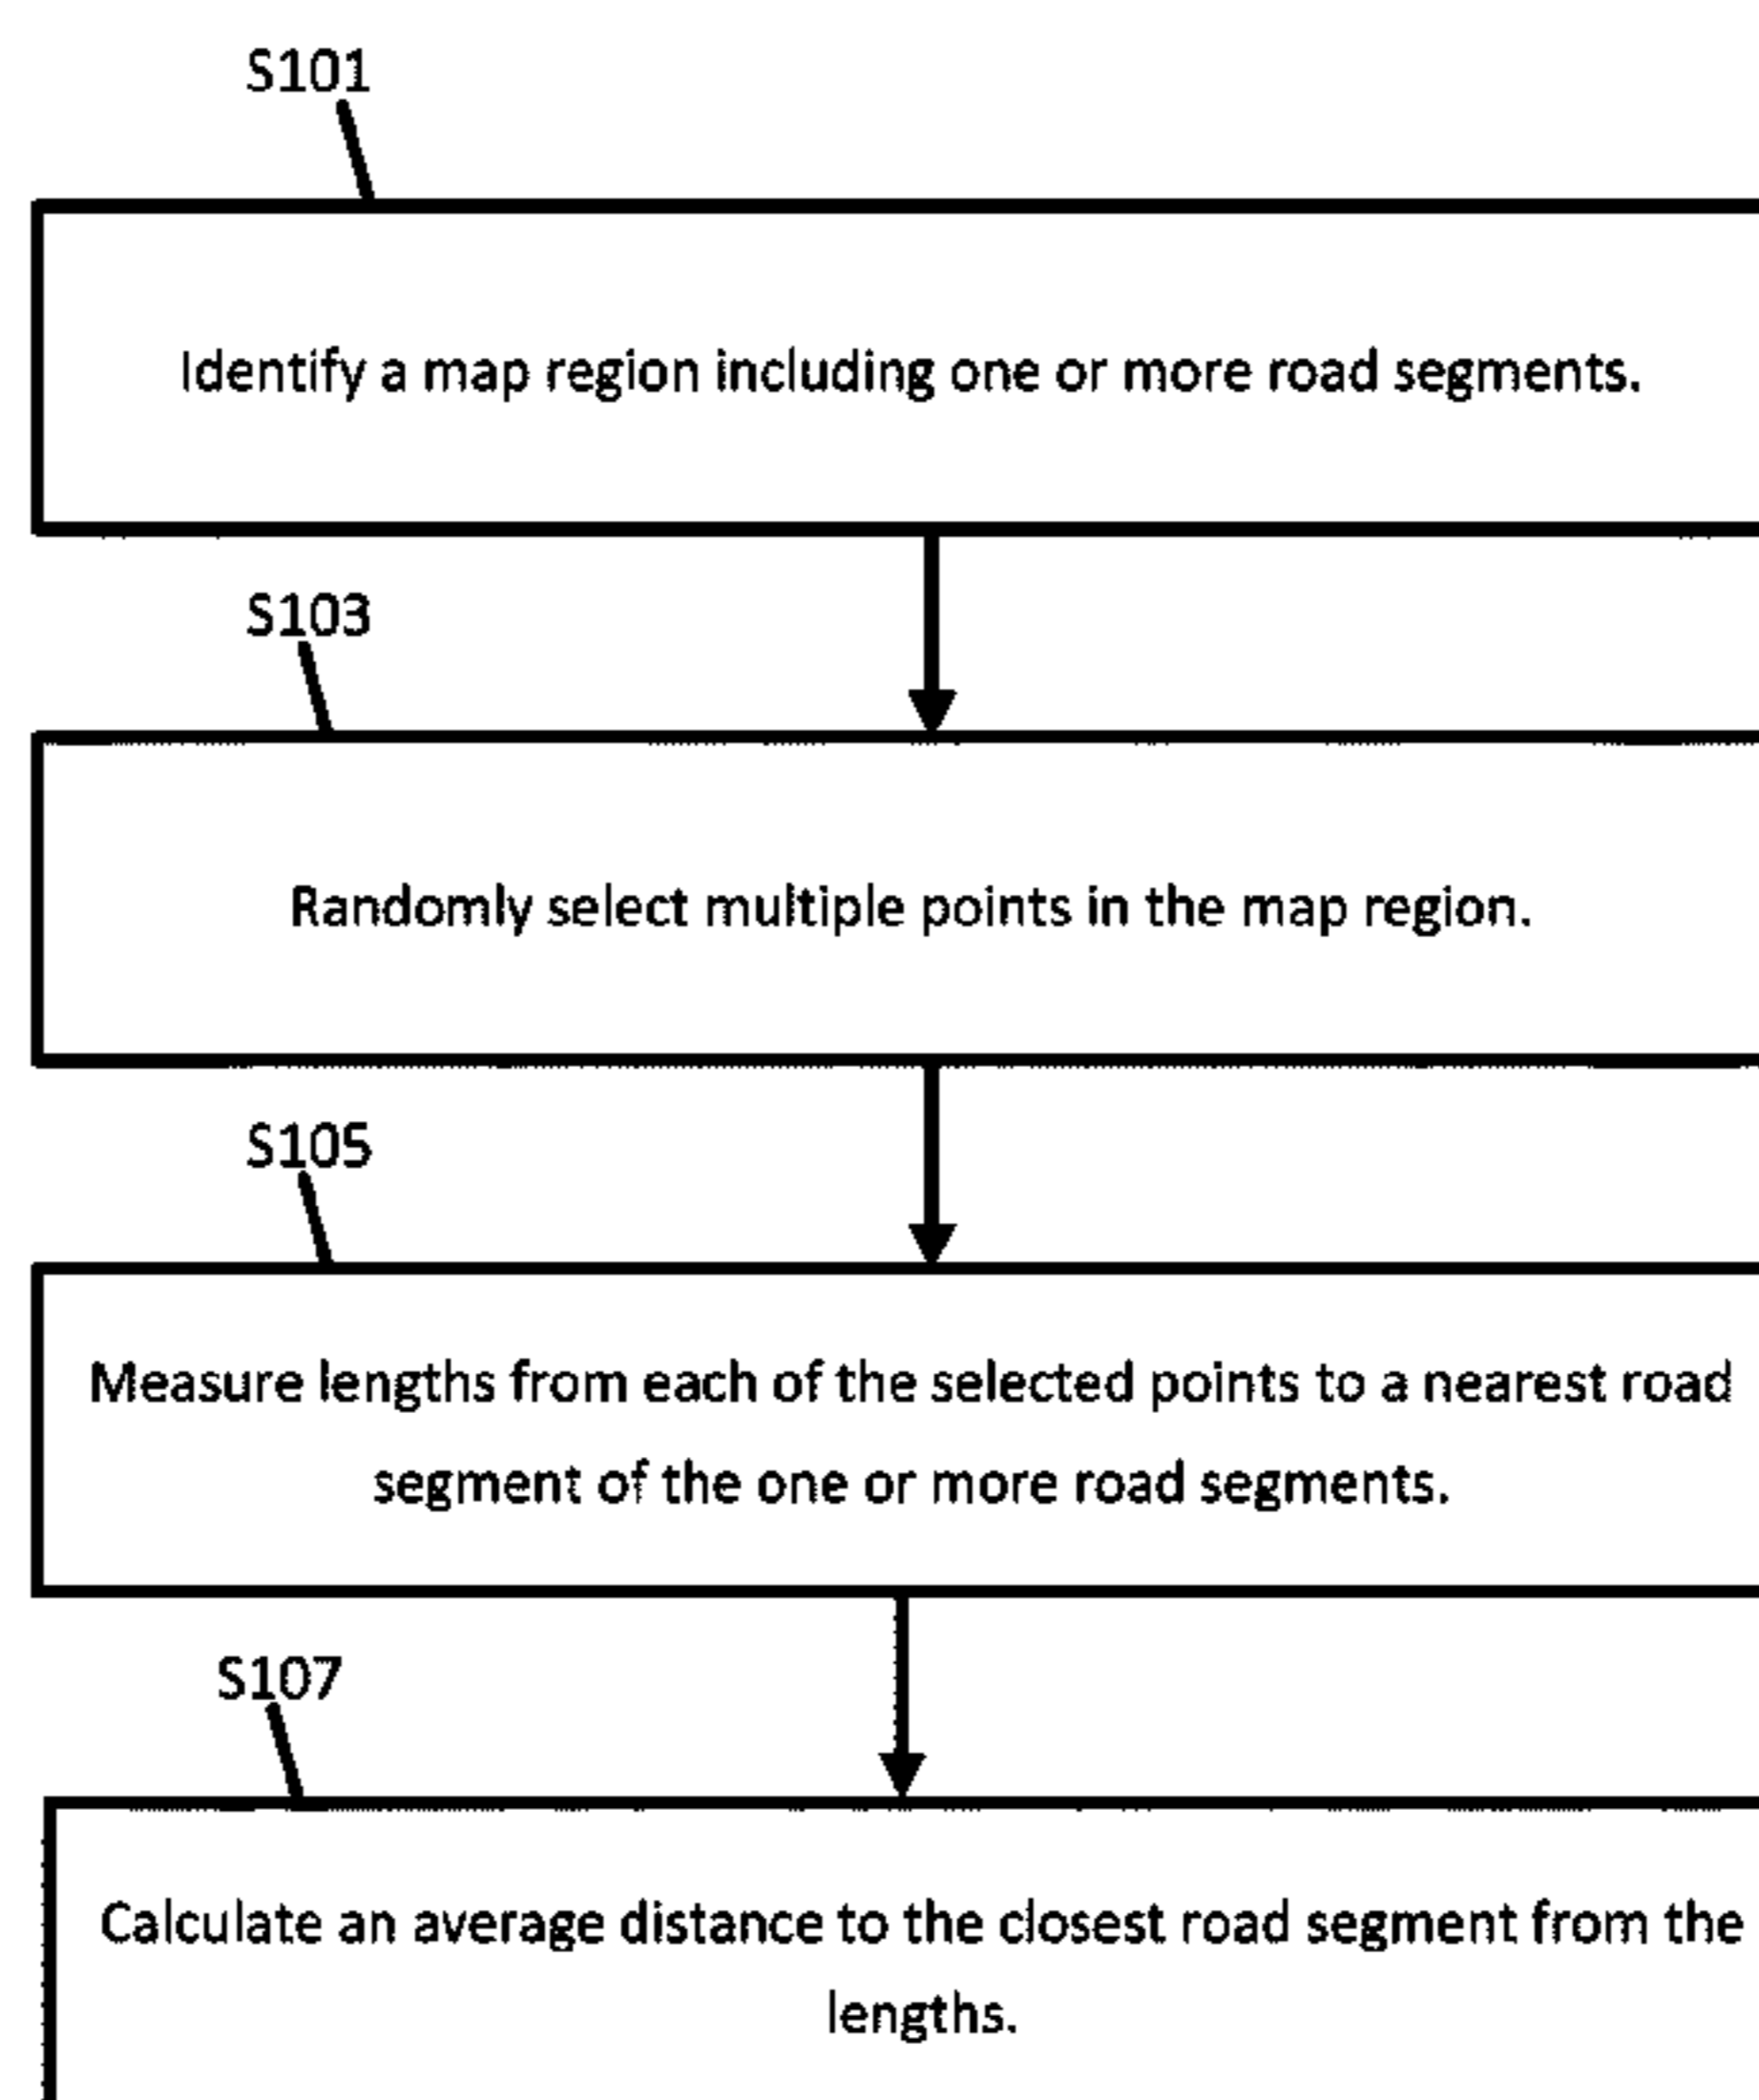 S101
Identify a map region including one or more road segments.
S103
Randomly select multiple points in the map region.
S105
Measure lengths from each of the selected points to a nearest road
segment of the one or more road segments.
S107
Calculate an average distance to the closest road segment from the
lengths.